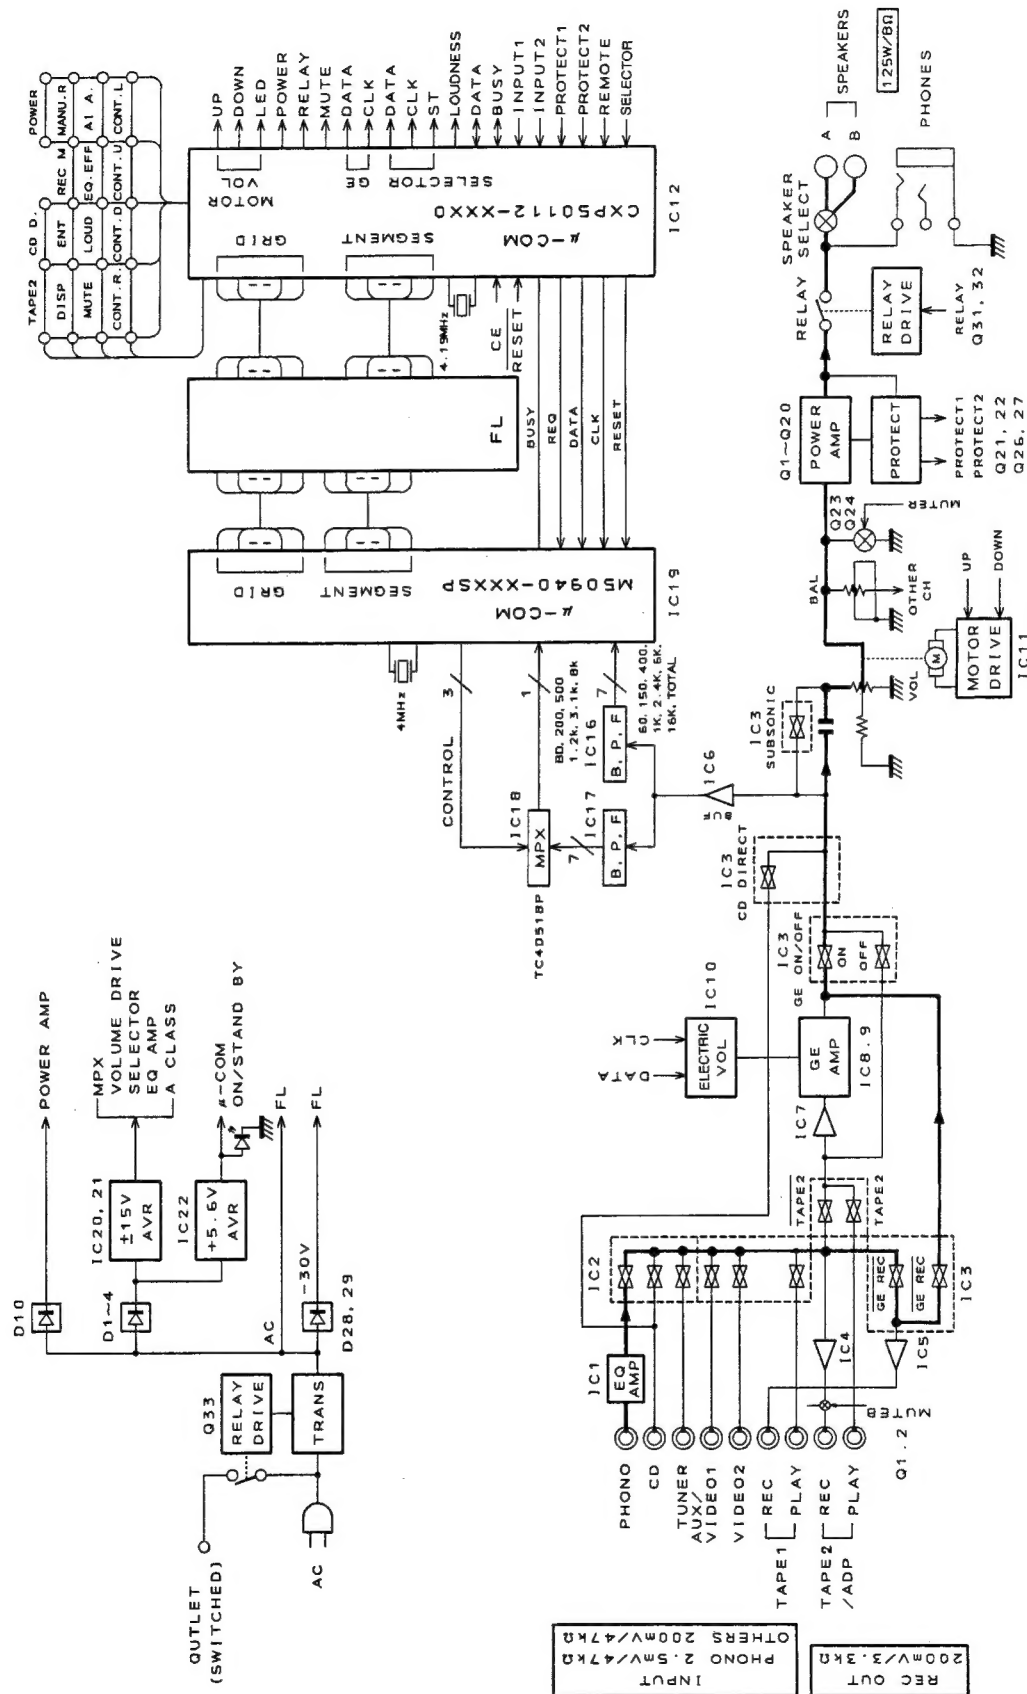 TAPE2
CD D.
POWER
DISP
ENT
REC M
MANU.R
MUTE
LOUD
EQ.EFF
AI A.
CONT.R.
CONT.D
CONT.U
CONT.L
UP
DOWN
LED
POWER
RELAY
MUTE
DATA
CLK
DATA
CLK
ST
LOUDNESS
DATA
BUSY
INPUT1
INPUT2
PROTECT1
PROTECT2
REMOTE
SELECTOR
MOTOR
VOL
GE
SELECTOR
GRID
SEGMENT
μ-COM
CXP50112-XXXQ
IC12
4.19MHz
CE
RESET
FL
BUSY
REQ
DATA
CLK
RESET
GRID
SEGMENT
μ-COM
M50940-XXXSP
IC19
4MHz
CONTROL
3
1
7
IC18
MPX
TC4051BP
80, 200, 500
1.2k, 3.1k, 8k
IC16
B.P.F
60, 150, 400,
1K, 2.4K, 6K,
16K, TOTAL
IC17
B.P.F
7
IC6
POWER AMP
MPX
VOLUME DRIVE
SELECTOR
EQ AMP
A CLASS
μ-COM
ON/STAND BY
FL
FL
IC20, 21
±15V
AVR
IC22
+5.6V
AVR
D10
D1~4
AC
-30V
D28, 29
Q33
RELAY
DRIVE
TRANS
OUTLET
(SWITCHED)
AC
INPUT
PHONO 2.5mV/47kΩ
OTHERS 200mV/47kΩ
REC OUT
200mV/3.3kΩ
PHONO
CD
TUNER
AUX/
VIDEO1
VIDEO2
TAPE1
REC
PLAY
TAPE2
/ADP
REC
PLAY
IC1
EQ
AMP
IC2
TAPE2
TAPE2
IC4
MUTEB
Q1.2
IC5
GE REC
GE REC
IC3
IC7
GE
AMP
IC8.9
DATA
CLK
ELECTRIC
VOL
IC10
GE ON/OFF
IC3
ON
OFF
CD DIRECT
IC3
IC3
SUBSONIC
VOL
M
MOTOR
DRIVE
IC11
UP
DOWN
BAL
OTHER
CH
Q23
Q24
MUTER
Q1~Q20
POWER
AMP
PROTECT
PROTECT1
PROTECT2
Q21, 22
Q26, 27
RELAY
RELAY
DRIVE
RELAY
Q31, 32
SPEAKER
SELECT
A
B
SPEAKERS
125W/8Ω
PHONES